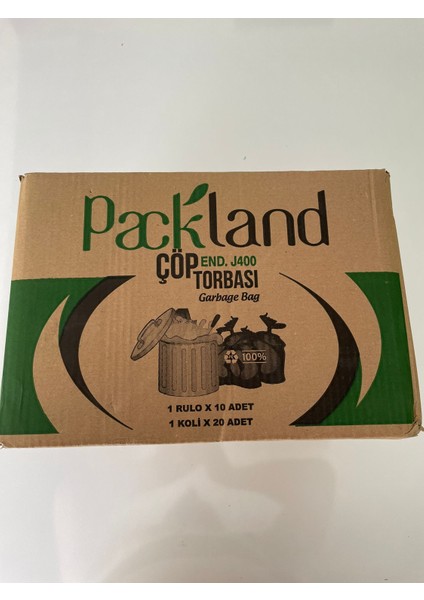 Packland
ÇÖP END. J400
TORBASI
Garbage Bag
100%
1 RULO X 10 ADET
1 KOLİ X 20 ADET